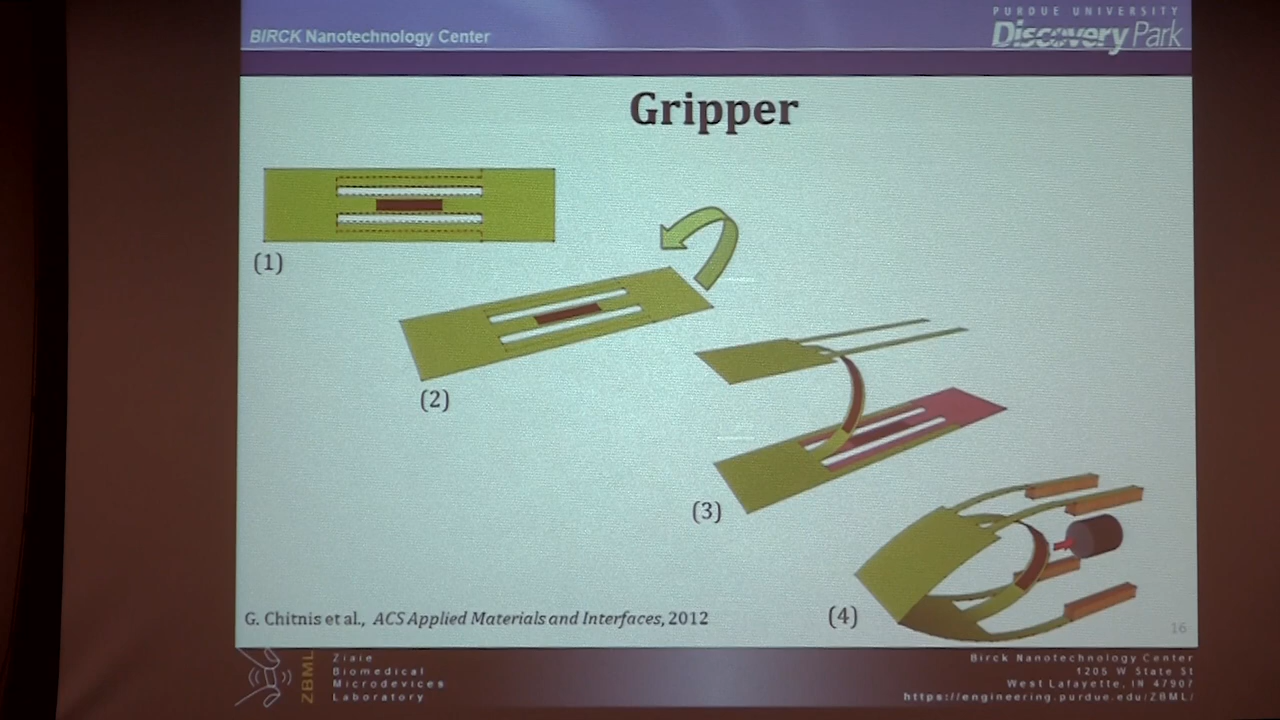 BIRCK Nanotechnology Center
PURDUE UNIVERSITY
Discovery Park
Gripper
(1)
(2)
(3)
(4)
G. Chitnis et al., ACS Applied Materials and Interfaces, 2012
16
ZBML
Ziaie
Biomedical
Microdevices
Laboratory
Birck Nanotechnology Center
1205 W State St
West Lafayette, IN 47907
https://engineering.purdue.edu/ZBML/